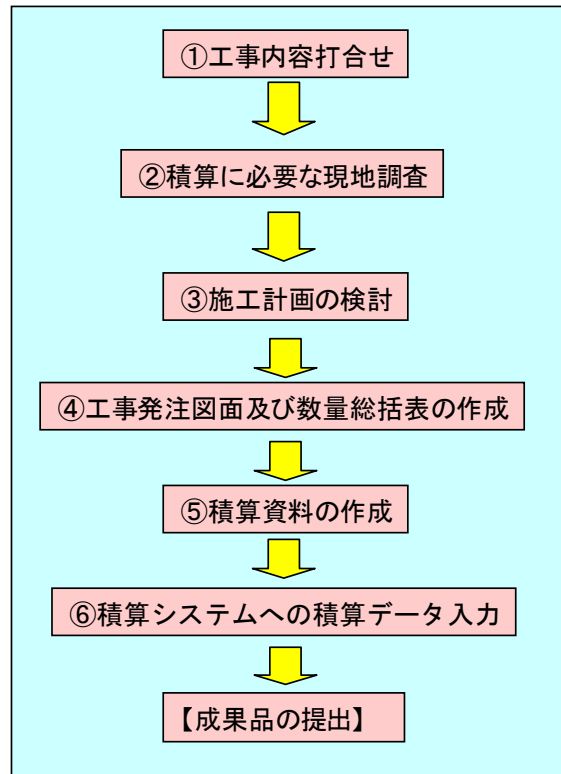 ①工事内容打合せ
②積算に必要な現地調査
③施工計画の検討
④工事発注図面及び数量総括表の作成
⑤積算資料の作成
⑥積算システムへの積算データ入力
【成果品の提出】